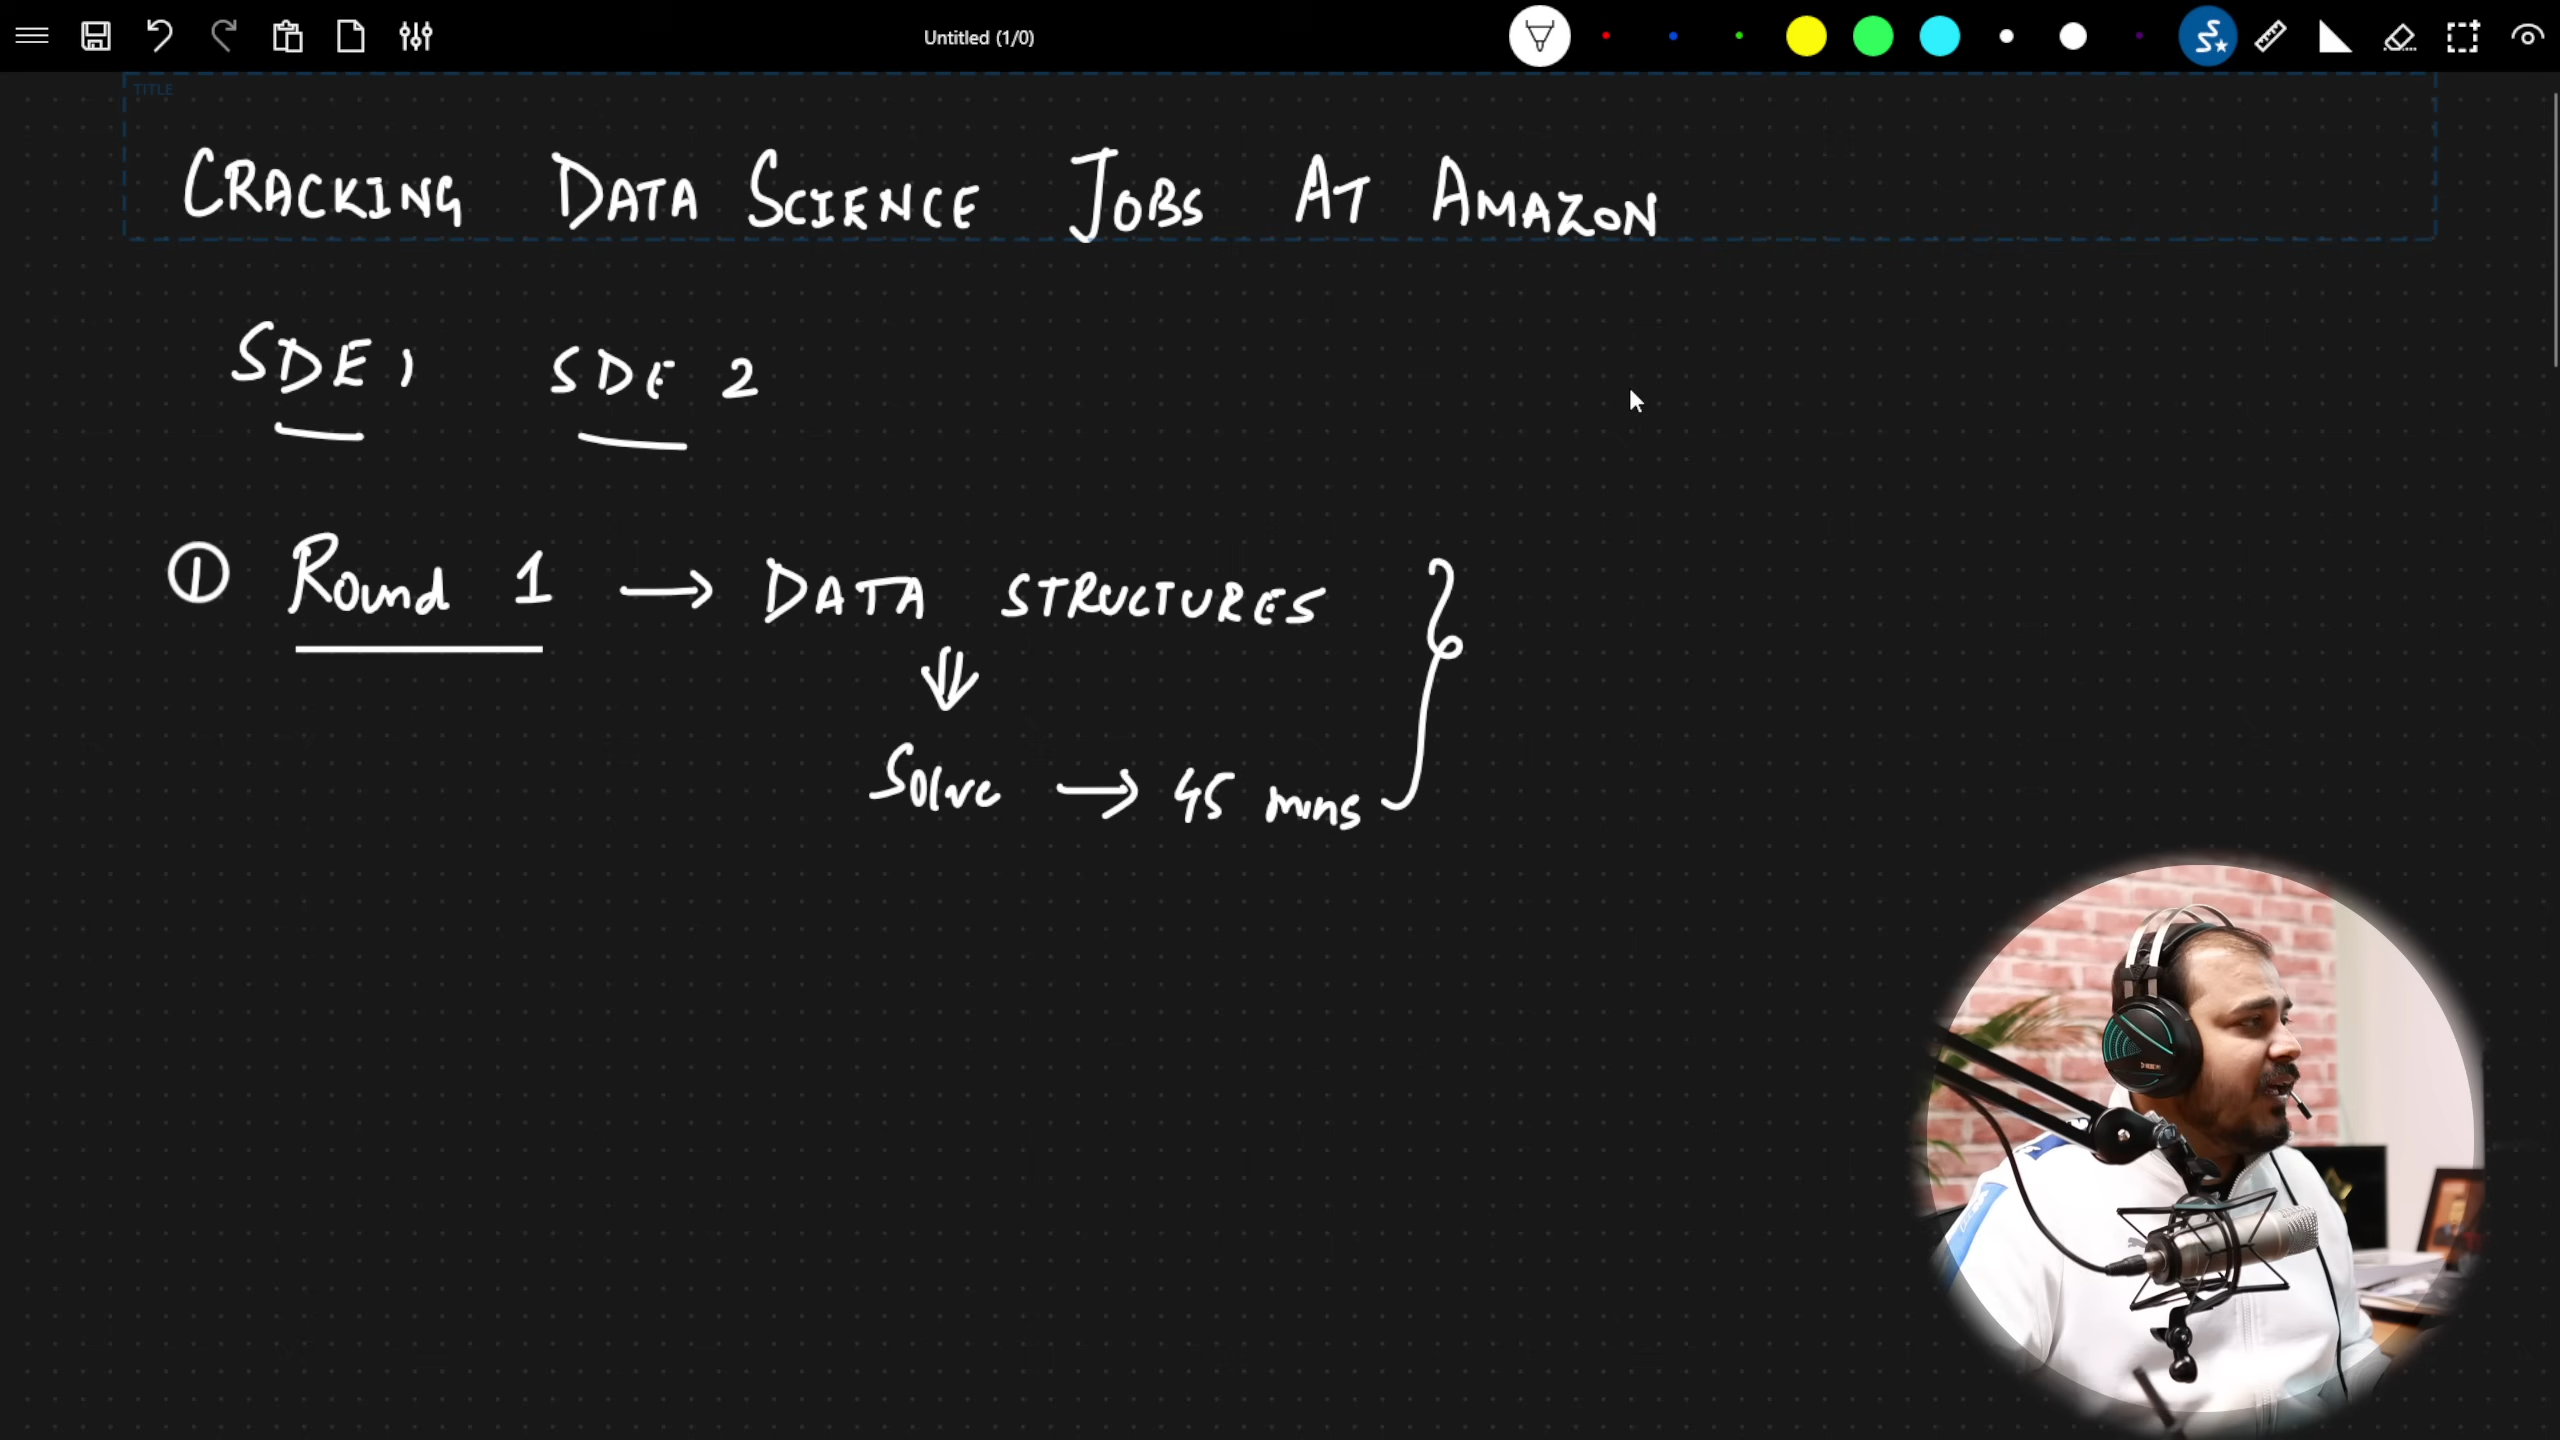 Untitled (1/0)
TITLE
CRACKING DATA SCIENCE JOBS AT AMAZON
SDE 1 SDE 2
① Round 1 → DATA STRUCTURES
⇓
Solve → 45 mins